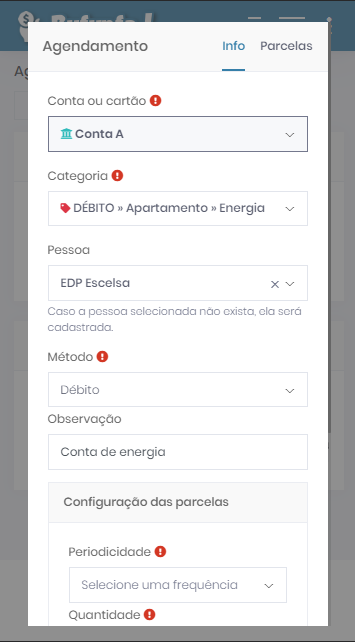 Agendamento
Info
Parcelas
Conta ou cartão
Conta A
Categoria
DÉBITO » Apartamento » Energia
Pessoa
EDP Escelsa
Caso a pessoa selecionada não exista, ela será
cadastrada.
Método
Débito
Observação
Conta de energia
Configuração das parcelas
Periodicidade
Selecione uma frequência
Quantidade